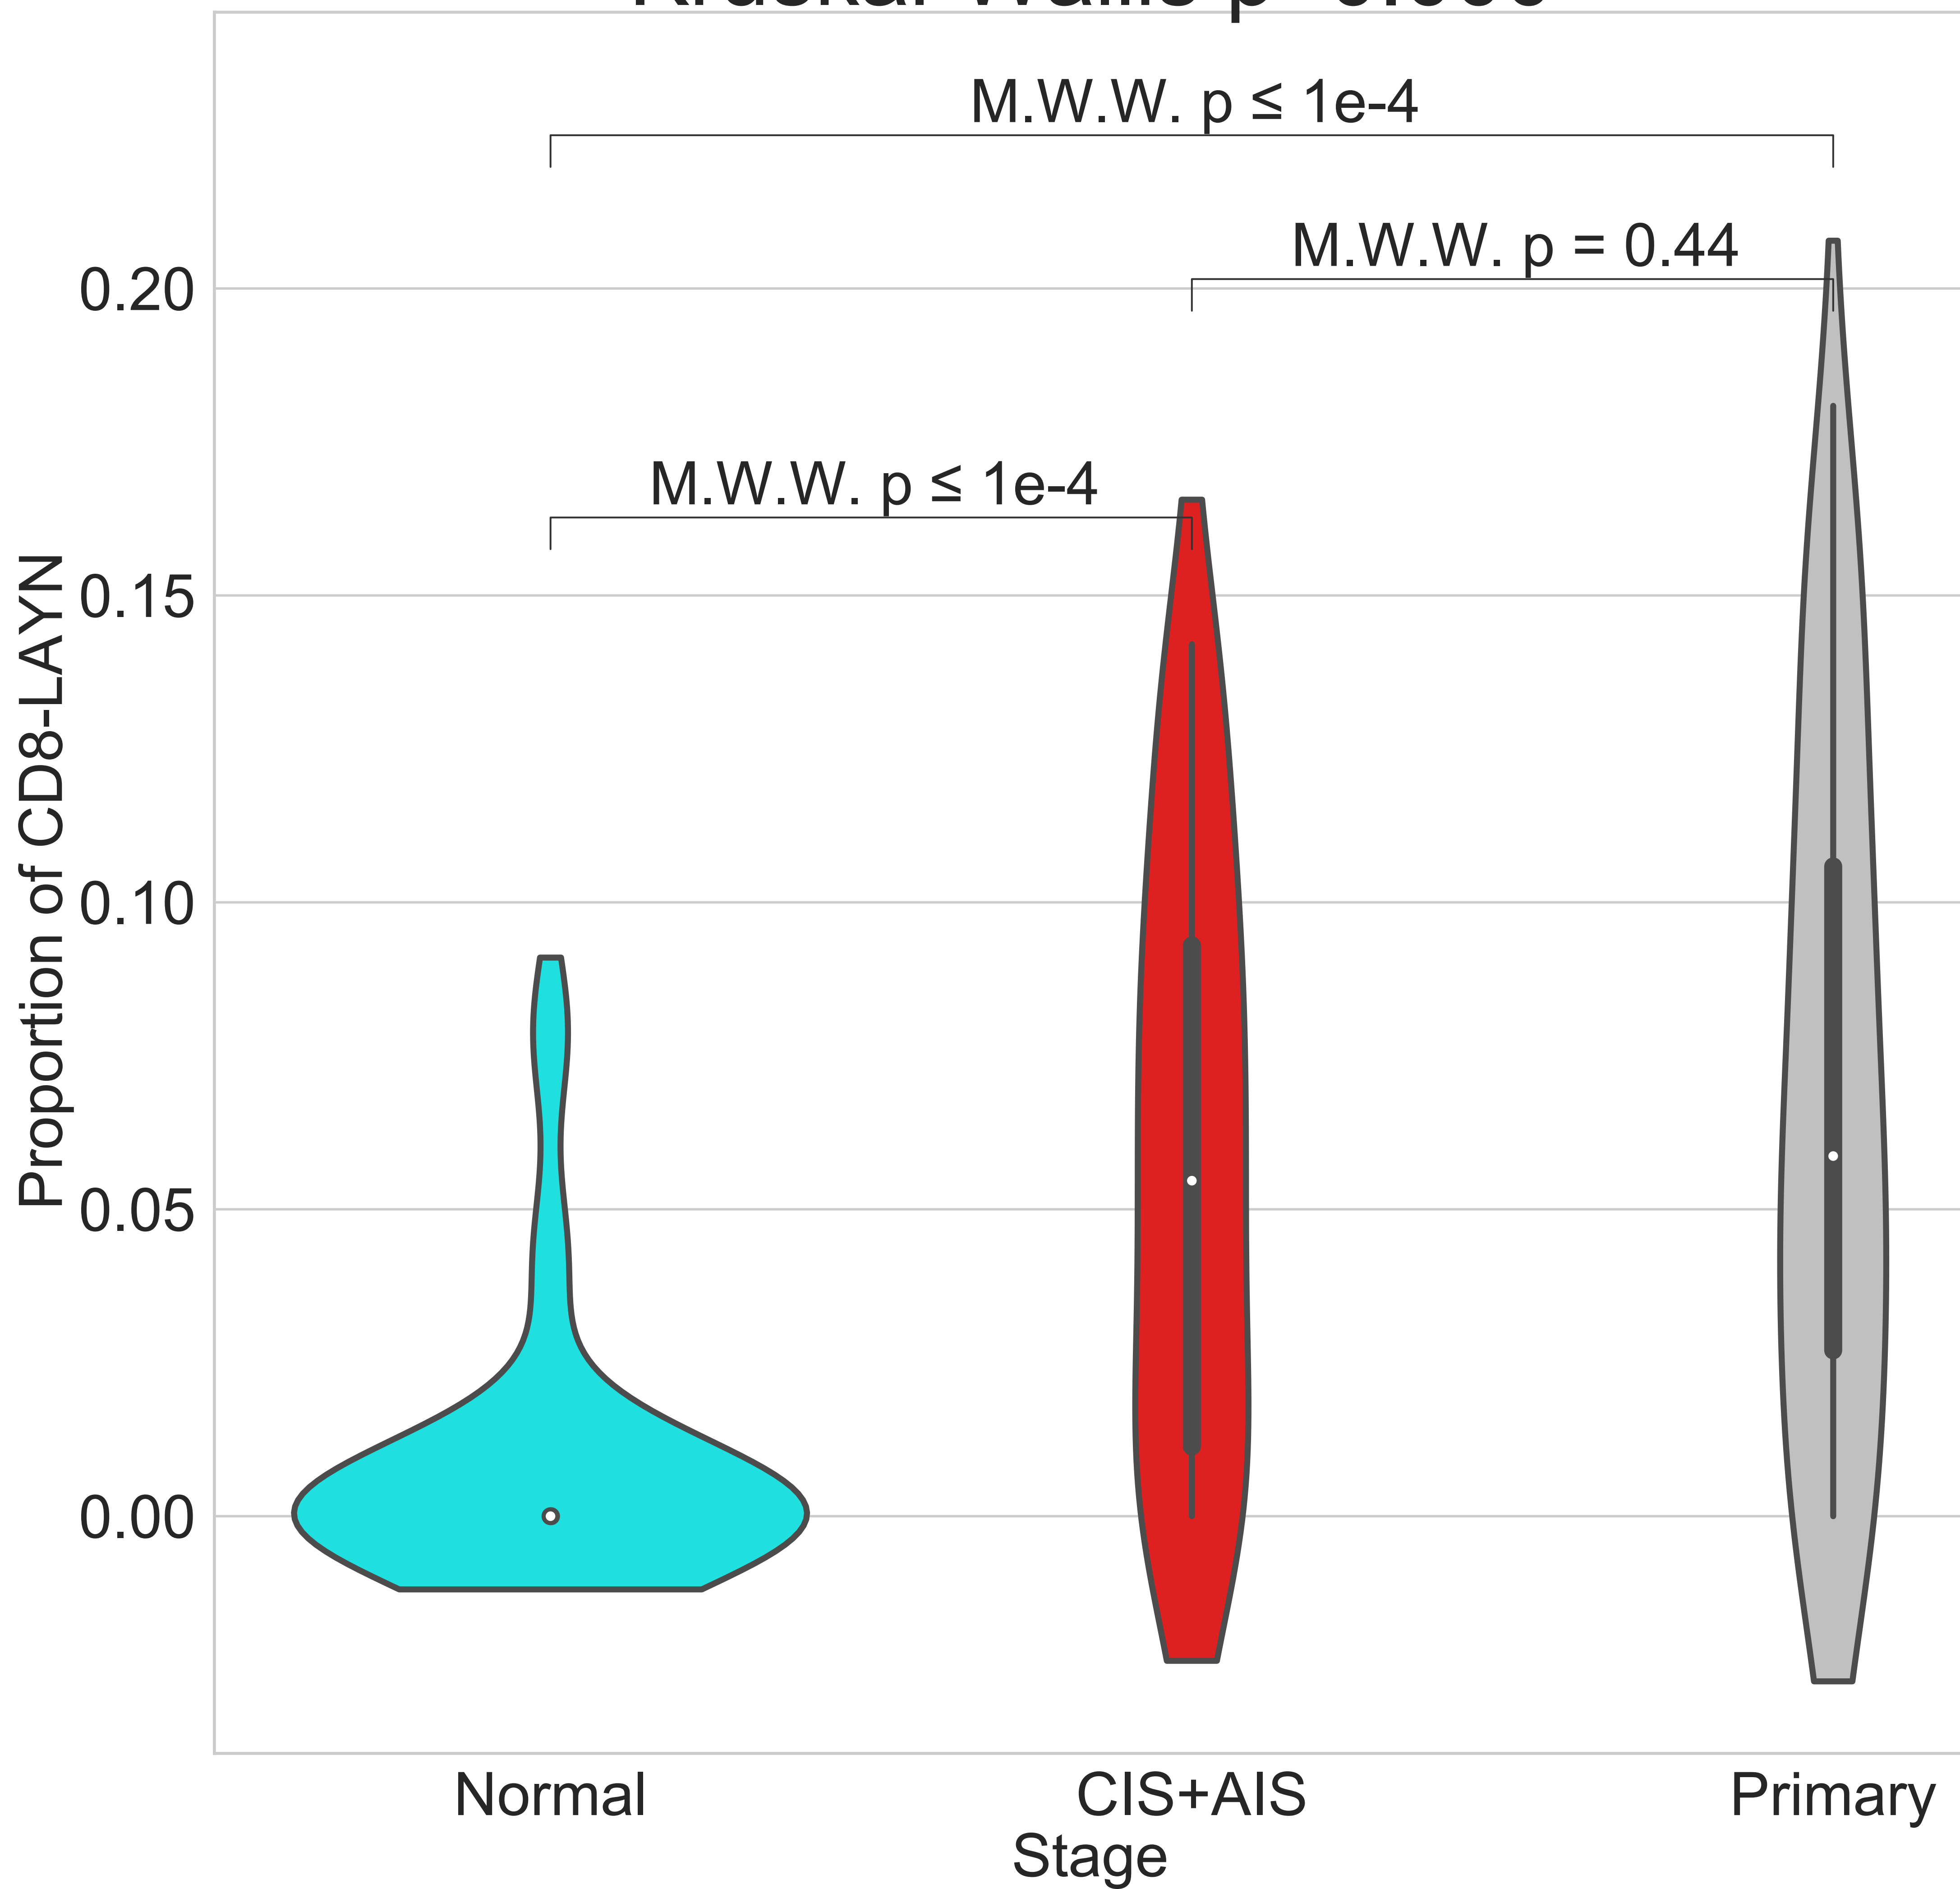 M.W.W. p ≤ 1e-4
M.W.W. p = 0.44
M.W.W. p ≤ 1e-4
Proportion of CD8-LAYN
0.20
0.15
0.10
0.05
0.00
Normal
CIS+AIS
Primary
Stage